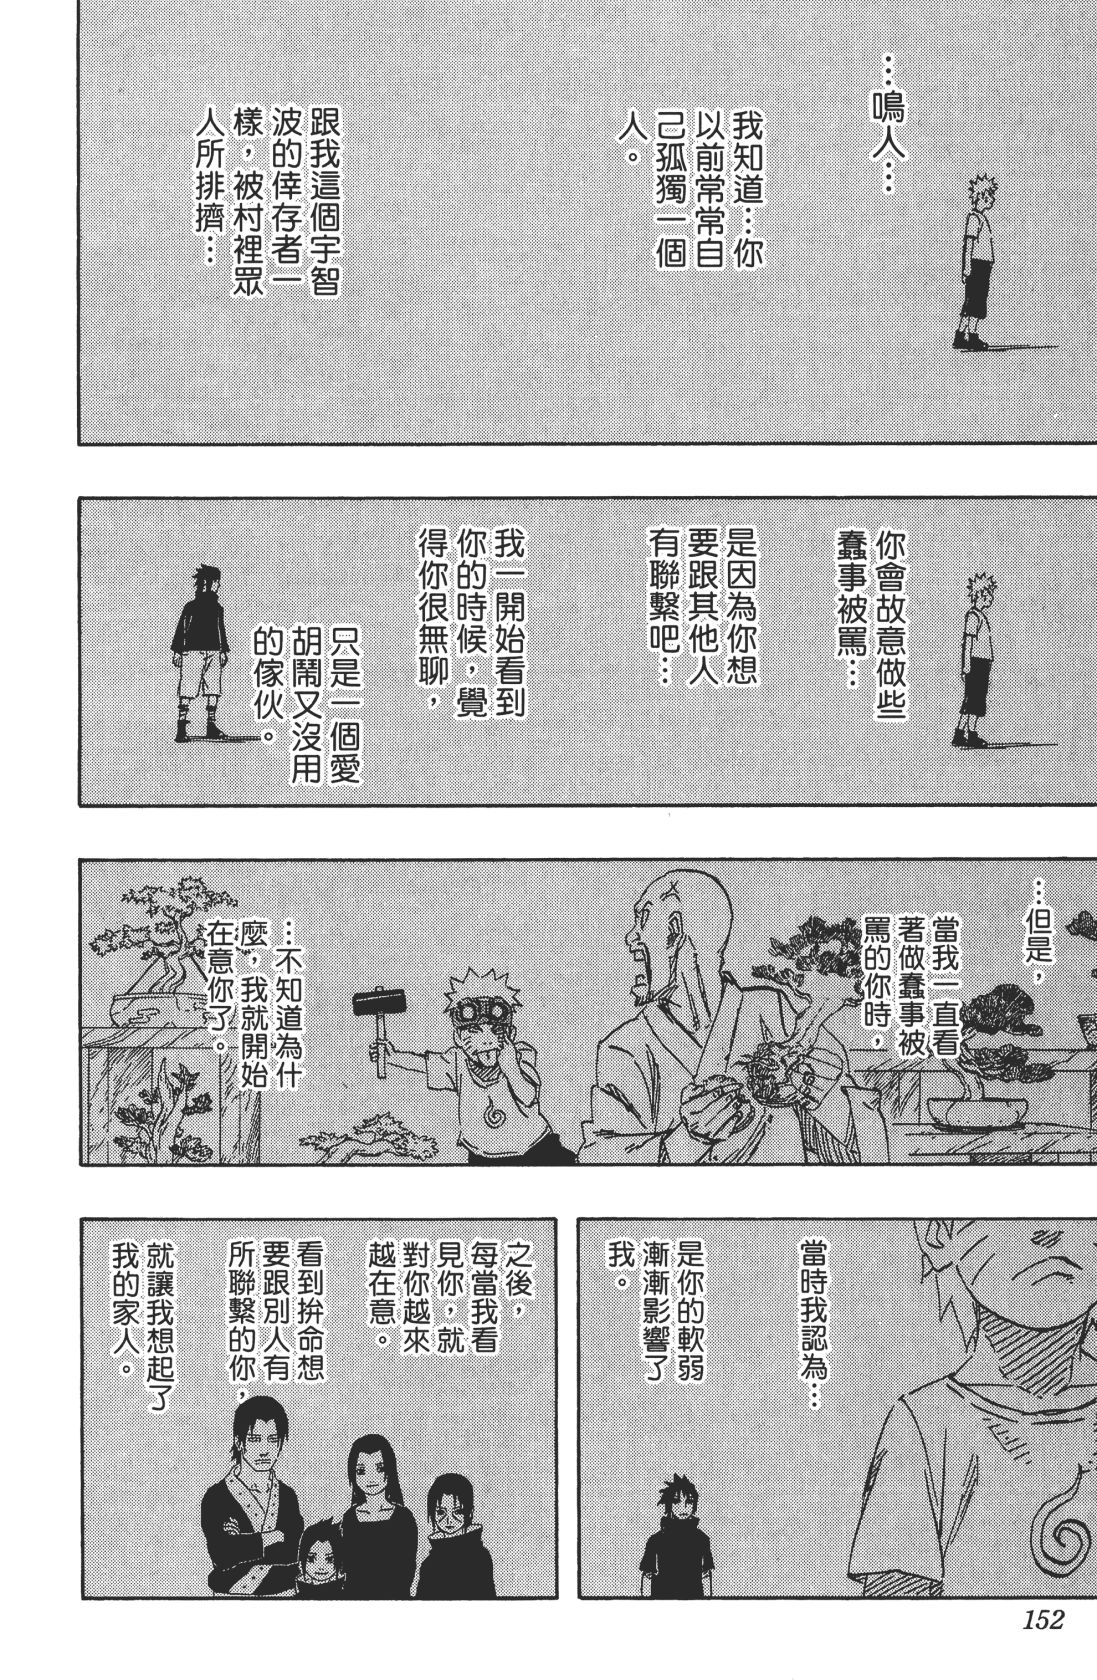 …鳴人…
我知道…你
以前常常自
己孤獨一個
人。
跟我這個宇智
波的倖存者一
樣，被村裡眾
人所排擠…
你會故意做些
蠢事被罵…
是因為你想
要跟其他人
有聯繫吧…
我一開始看到
你的時候，覺
得你很無聊，
只是一個愛
胡鬧又沒用
的傢伙。
…但是，
當我一直看
著做蠢事被
罵的你時，
…不知道為什
麼，我就開始
在意你了。
當時我認為…
是你的軟弱
漸漸影響了
我。
之後，
每當我看
見你，就
對你越來
越在意。
看到拚命想
要跟別人有
所聯繫的你，
就讓我想起了
我的家人。
152